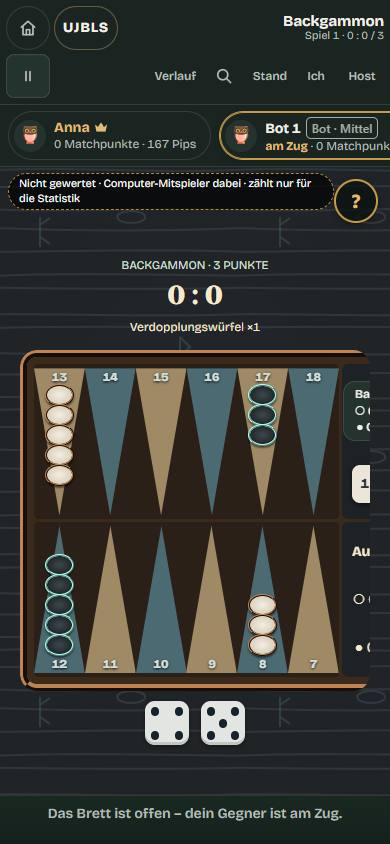 UJBLS
Backgammon
Spiel 1 · 0 : 0 / 3
Verlauf
Stand
Ich
Host
Anna
0 Matchpunkte · 167 Pips
Bot 1
Bot · Mittel
am Zug · 0 Matchpunk
Nicht gewertet · Computer-Mitspieler dabei · zählt nur für
die Statistik
?
BACKGAMMON · 3 PUNKTE
0 : 0
Verdopplungswürfel ×1
13 14 15 16 17 18
Ba
1
Au
12 11 10 9 8 7
Das Brett ist offen – dein Gegner ist am Zug.